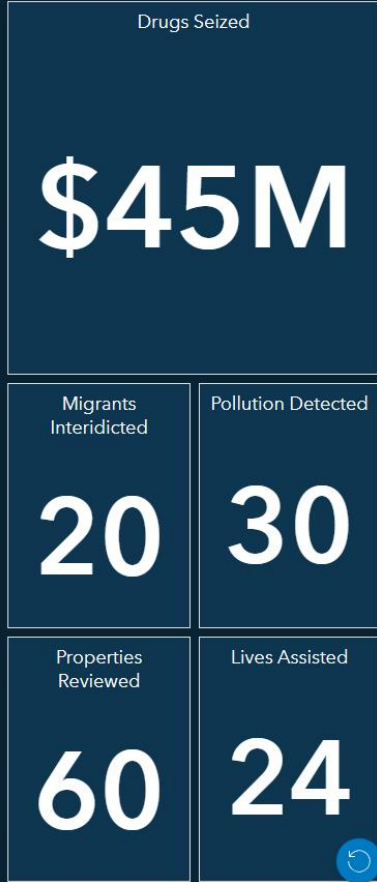 Drugs Seized
$45M
Migrants
Interidicted
20
Pollution Detected
30
Properties
Reviewed
60
Lives Assisted
24